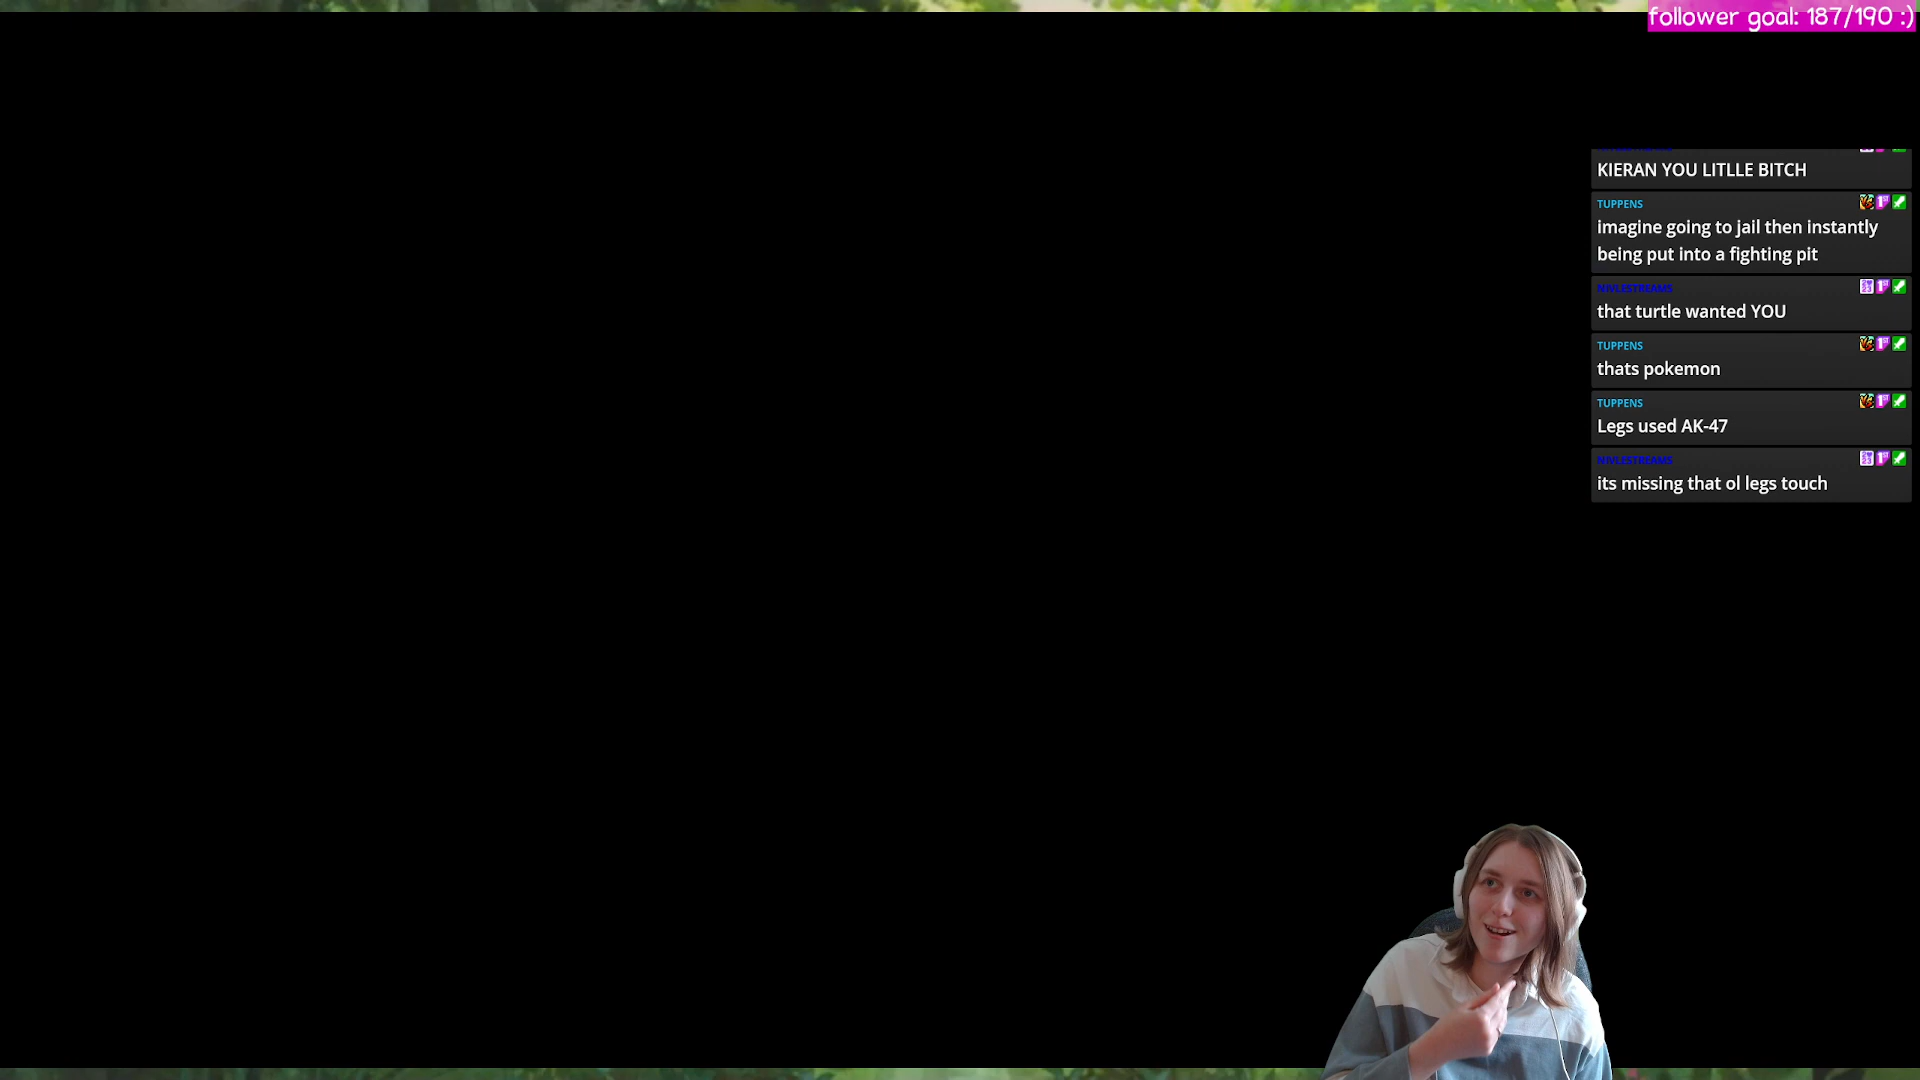 follower goal: 187/190 :)
KIERAN YOU LITLLE BITCH
TUPPENS
imagine going to jail then instantly
being put into a fighting pit
NIVLESTREAMS
that turtle wanted YOU
TUPPENS
thats pokemon
TUPPENS
Legs used AK-47
NIVLESTREAMS
its missing that ol legs touch